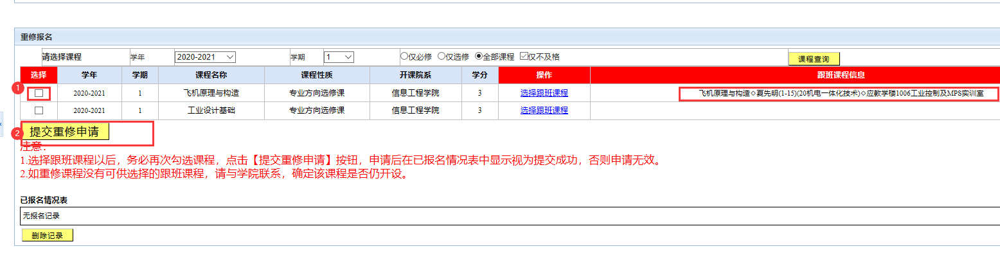 重修报名
请选择课程 学年 2020-2021 学期 1 仅必修 仅选修 全部课程 仅不及格 课程查询
选择 学年 学期 课程名称 课程性质 开课院系 学分 操作 跟班课程信息
1 2020-2021 1 飞机原理与构造 专业方向选修课 信息工程学院 3 选择跟班课程 飞机原理与构造◇夏先明(1-15)(20机电一体化技术)◇应教学楼1006工业控制及MPS实训室
2020-2021 1 工业设计基础 专业方向选修课 信息工程学院 3 选择跟班课程
2 提交重修申请
注意：
1.选择跟班课程以后，务必再次勾选课程，点击【提交重修申请】按钮，申请后在已报名情况表中显示视为提交成功，否则申请无效。
2.如重修课程没有可供选择的跟班课程，请与学院联系，确定该课程是否仍开设。
已报名情况表
无报名记录
删除记录